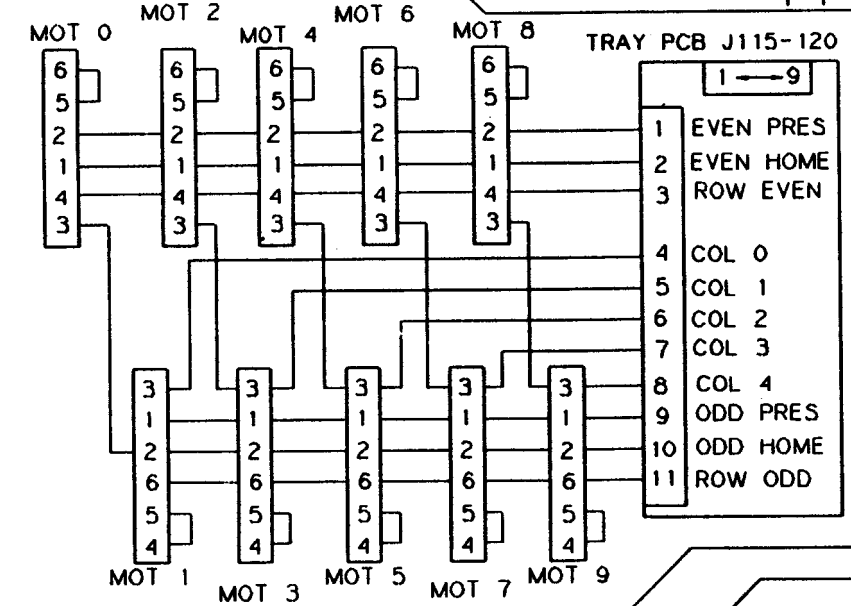 MOT 0
MOT 2
MOT 4
MOT 6
MOT 8
TRAY PCB J115-120
1 9
6 6 6 6 6
5 5 5 5 5
2 2 2 2 2
1 1 1 1 1
4 4 4 4 4
3 3 3 3 3
1 EVEN PRES
2 EVEN HOME
3 ROW EVEN
4 COL 0
5 COL 1
6 COL 2
7 COL 3
8 COL 4
9 ODD PRES
10 ODD HOME
11 ROW ODD
3 3 3 3 3
1 1 1 1 1
2 2 2 2 2
6 6 6 6 6
5 5 5 5 5
4 4 4 4 4
MOT 1
MOT 3
MOT 5
MOT 7
MOT 9